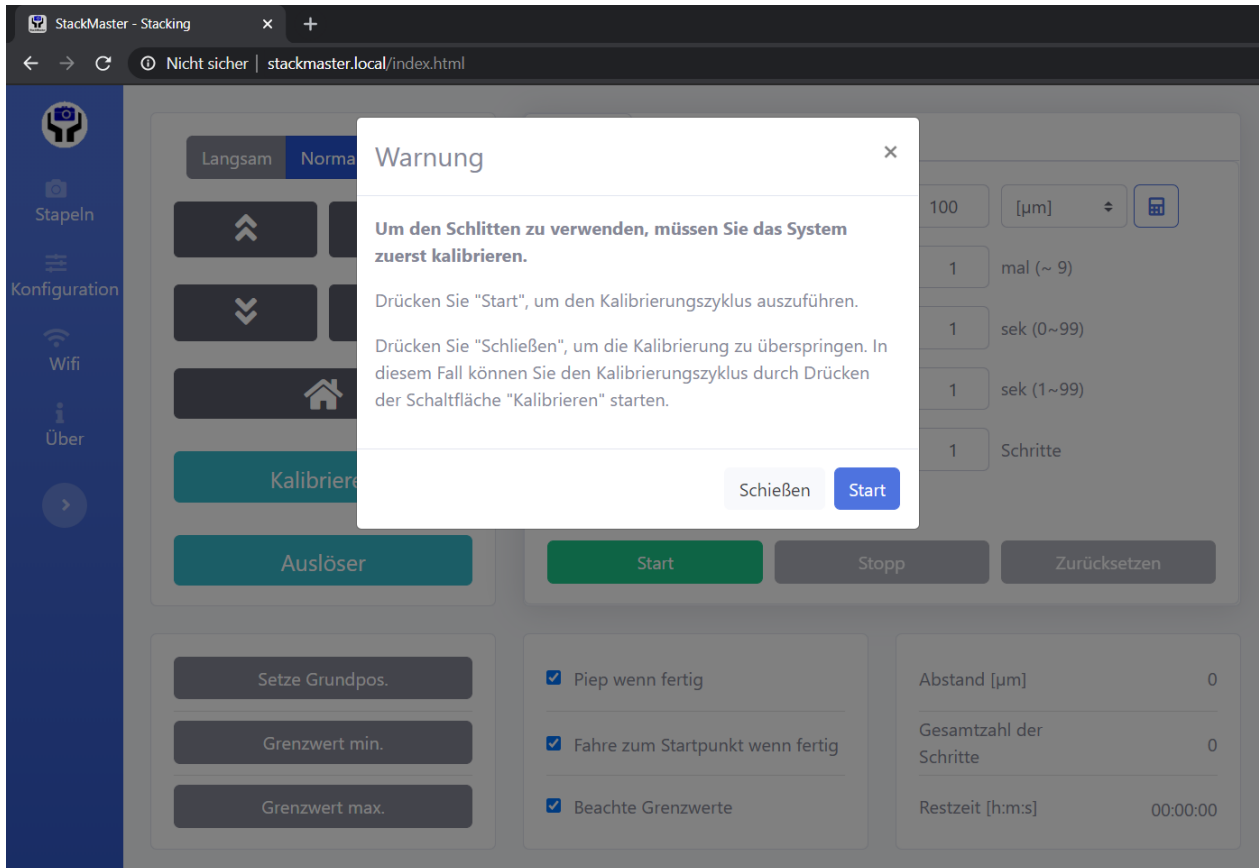 StackMaster - Stacking
Nicht sicher | stackmaster.local/index.html
Stapeln
Konfiguration
Wifi
Über
Langsam
Norma
Warnung
Um den Schlitten zu verwenden, müssen Sie das System
zuerst kalibrieren.
Drücken Sie "Start", um den Kalibrierungszyklus auszuführen.
Drücken Sie "Schließen", um die Kalibrierung zu überspringen. In
diesem Fall können Sie den Kalibrierungszyklus durch Drücken
der Schaltfläche "Kalibrieren" starten.
Schießen Start
100 [µm]
1 mal (~ 9)
1 sek (0~99)
1 sek (1~99)
1 Schritte
Kalibriere
Auslöser
Start Stopp Zurücksetzen
Setze Grundpos.
Grenzwert min.
Grenzwert max.
Piep wenn fertig
Fahre zum Startpunkt wenn fertig
Beachte Grenzwerte
Abstand [µm] 0
Gesamtzahl der
Schritte 0
Restzeit [h:m:s] 00:00:00